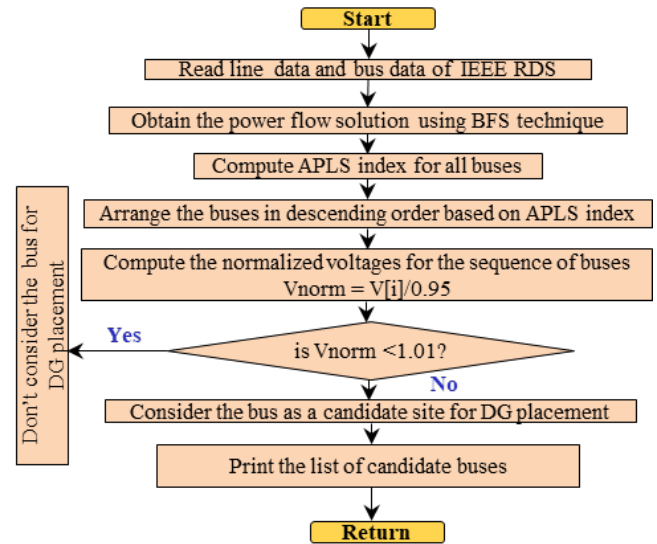 Start
Read line data and bus data of IEEE RDS
Obtain the power flow solution using BFS technique
Compute APLS index for all buses
Arrange the buses in descending order based on APLS index
Compute the normalized voltages for the sequence of buses
Vnorm = V[i]/0.95
Don't consider the bus for
DG placement
Yes
is Vnorm <1.01?
No
Consider the bus as a candidate site for DG placement
Print the list of candidate buses
Return